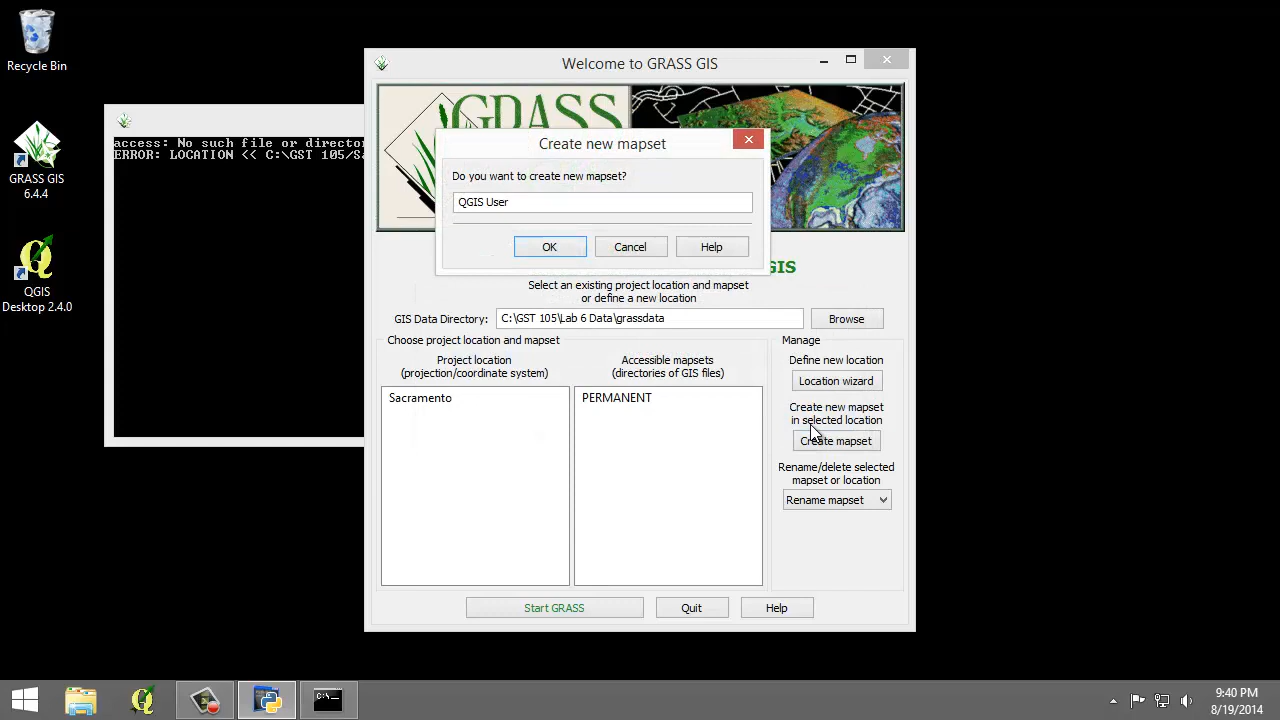 Recycle Bin
GRASS GIS
6.4.4
QGIS
Desktop 2.4.0
access: No such file or director
ERROR: LOCATION << C:\GST 105/Sa
Welcome to GRASS GIS
GRASS
Create new mapset
Do you want to create new mapset?
QGIS User
OK
Cancel
Help
GIS
Select an existing project location and mapset
or define a new location
GIS Data Directory:
C:\GST 105\Lab 6 Data\grassdata
Browse
Choose project location and mapset
Project location
(projection/coordinate system)
Sacramento
Accessible mapsets
(directories of GIS files)
PERMANENT
Manage
Define new location
Location wizard
Create new mapset
in selected location
Create mapset
Rename/delete selected
mapset or location
Rename mapset
Start GRASS
Quit
Help
9:40 PM
8/19/2014